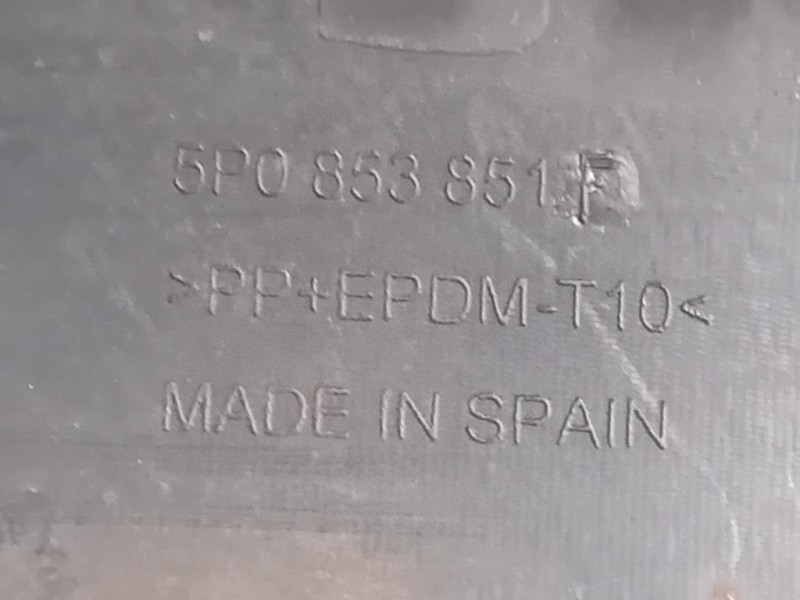 5P0 853 851 F
>PP+EPDM-T10<
MADE IN SPAIN